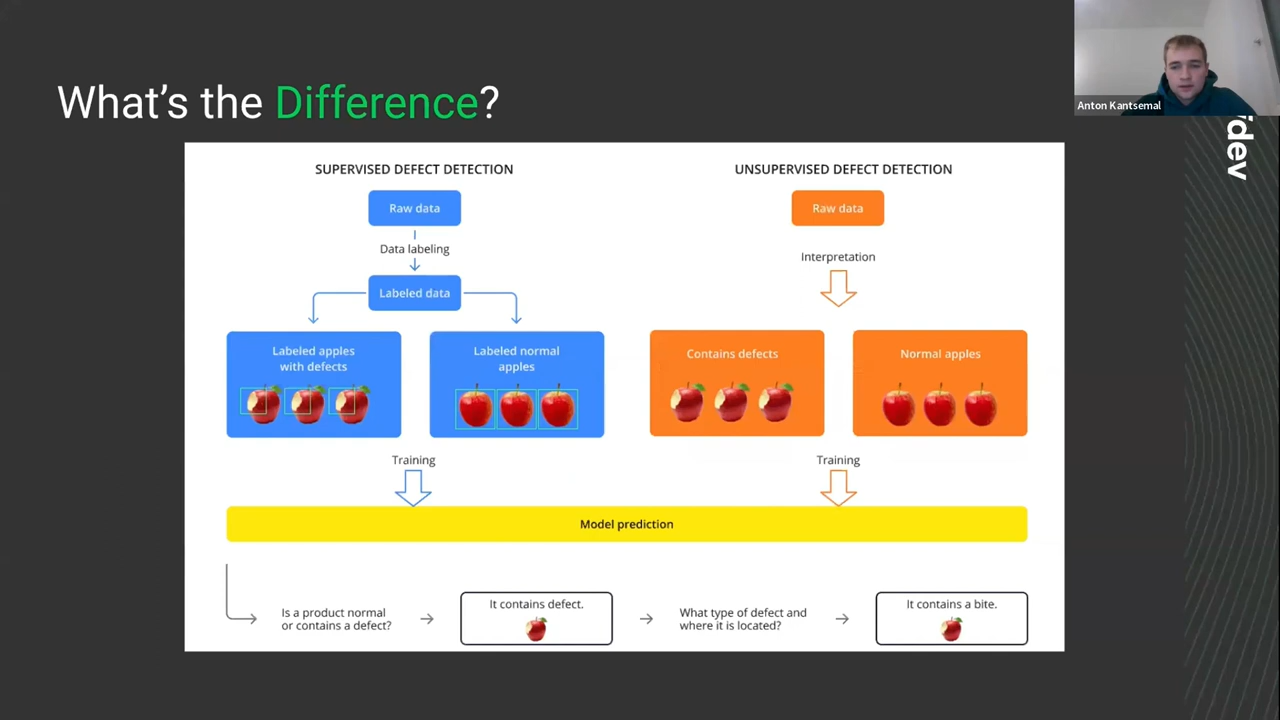 What's the Difference?
Anton Kantsemal
dev
SUPERVISED DEFECT DETECTION
Raw data
Data labeling
Labeled data
Labeled apples
with defects
Labeled normal
apples
Training
UNSUPERVISED DEFECT DETECTION
Raw data
Interpretation
Contains defects
Normal apples
Training
Model prediction
Is a product normal
or contains a defect?
It contains defect.
What type of defect and
where it is located?
It contains a bite.